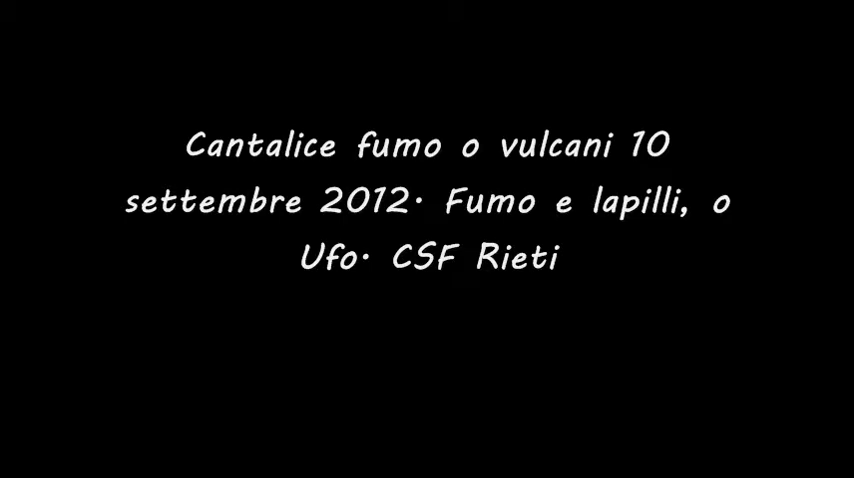 Cantalice fumo o vulcani 10
settembre 2012. Fumo e lapilli, o
Ufo. CSF Rieti